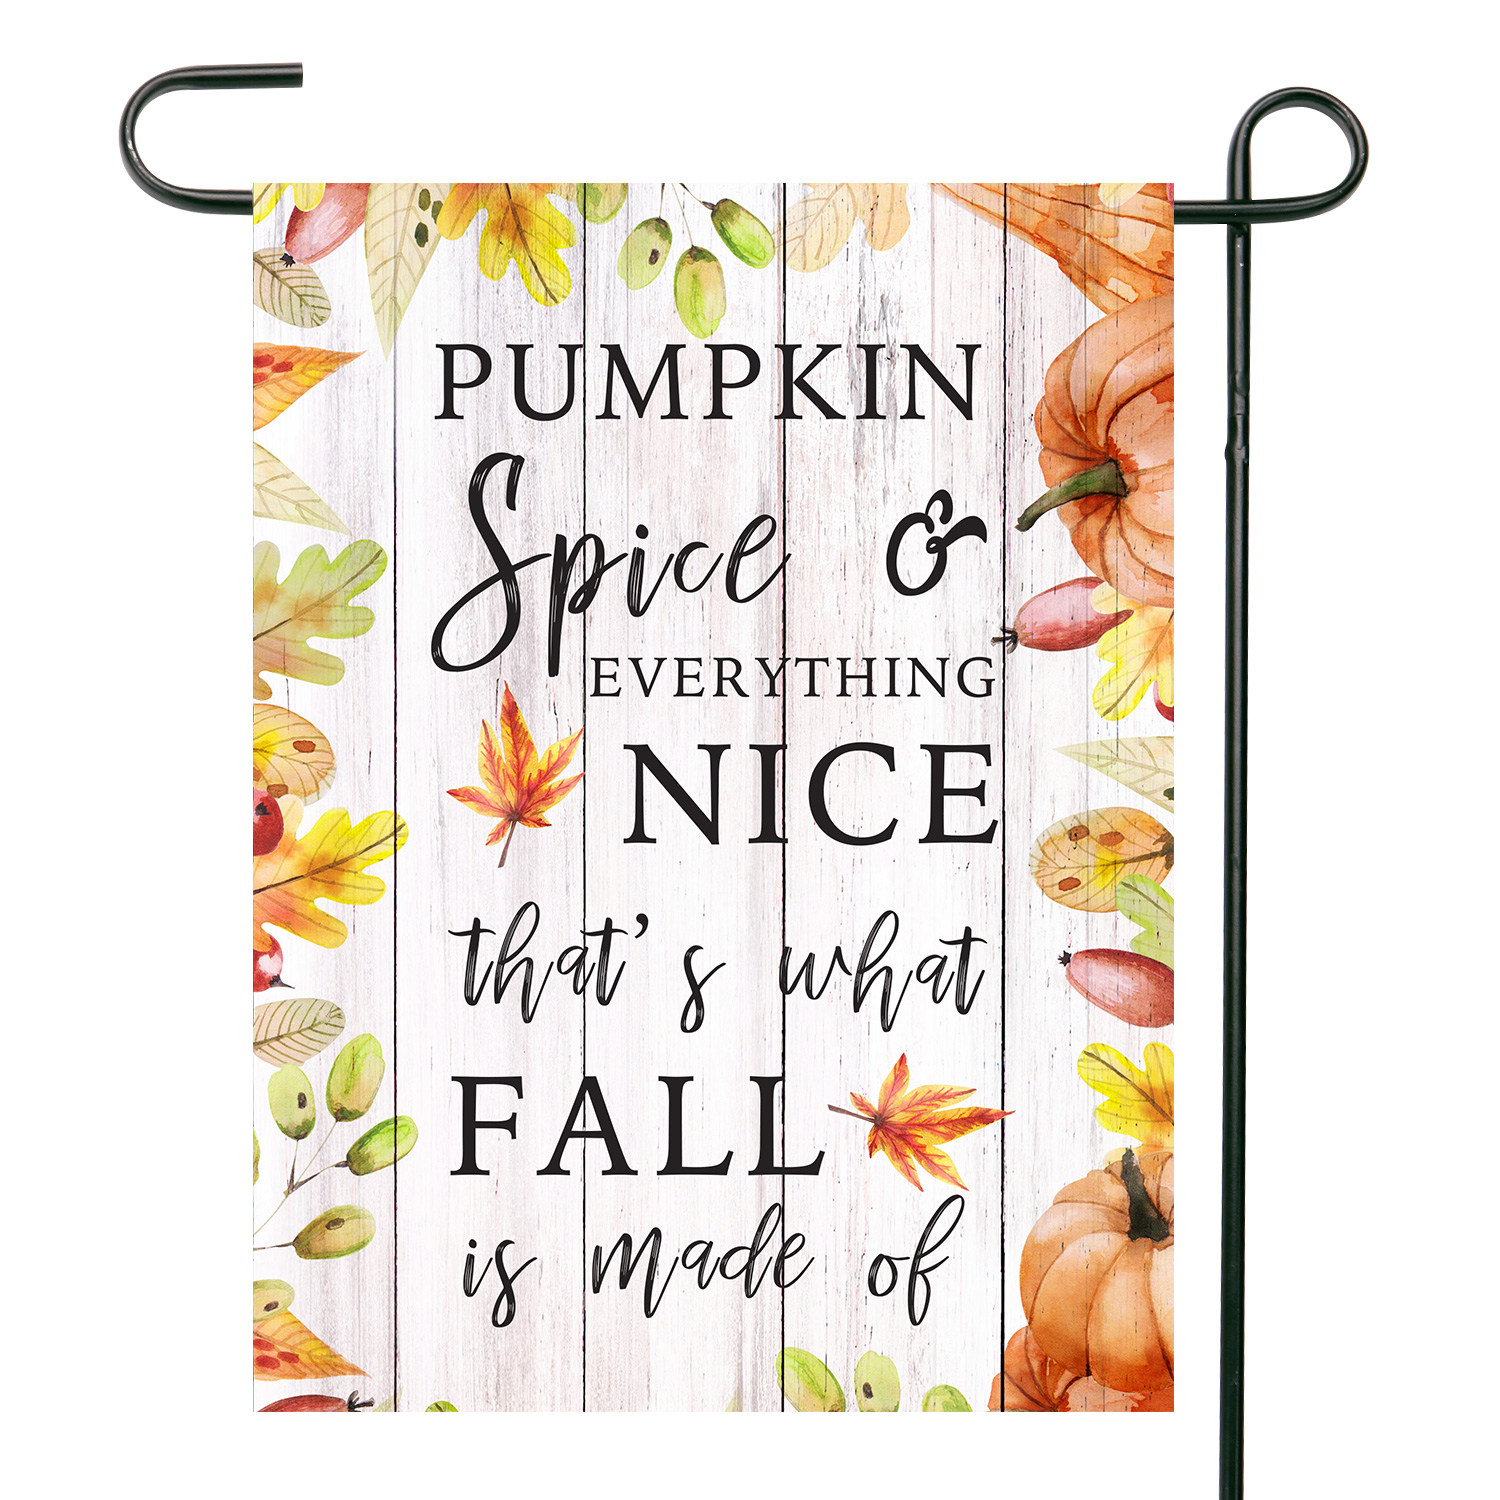 PUMPKIN
Spice &
EVERYTHING
NICE
that's what
FALL
is made of